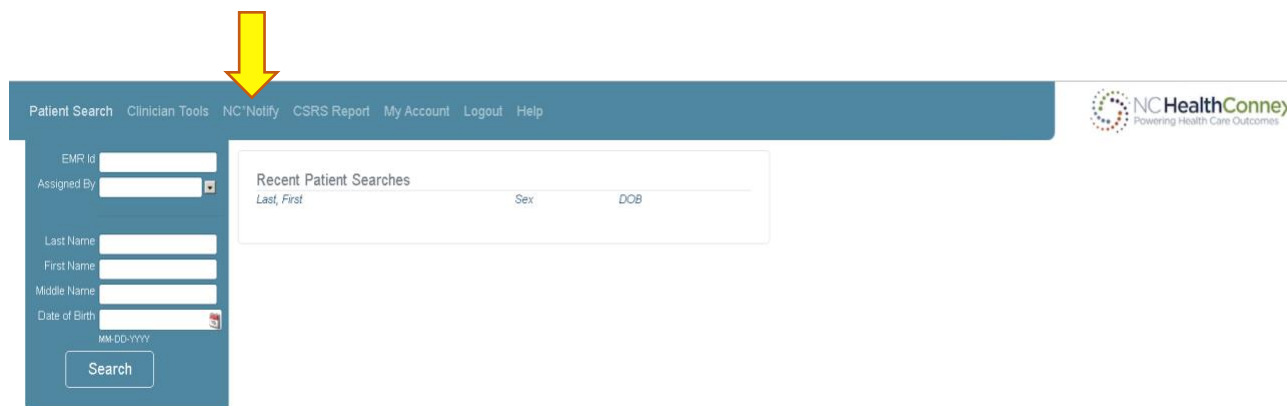 Patient Search Clinician Tools NC*Notify CSRS Report My Account Logout Help
NC HealthConnex
Powering Health Care Outcomes
EMR Id
Assigned By
Last Name
First Name
Middle Name
Date of Birth
MM-DD-YYYY
Search
Recent Patient Searches
Last, First Sex DOB